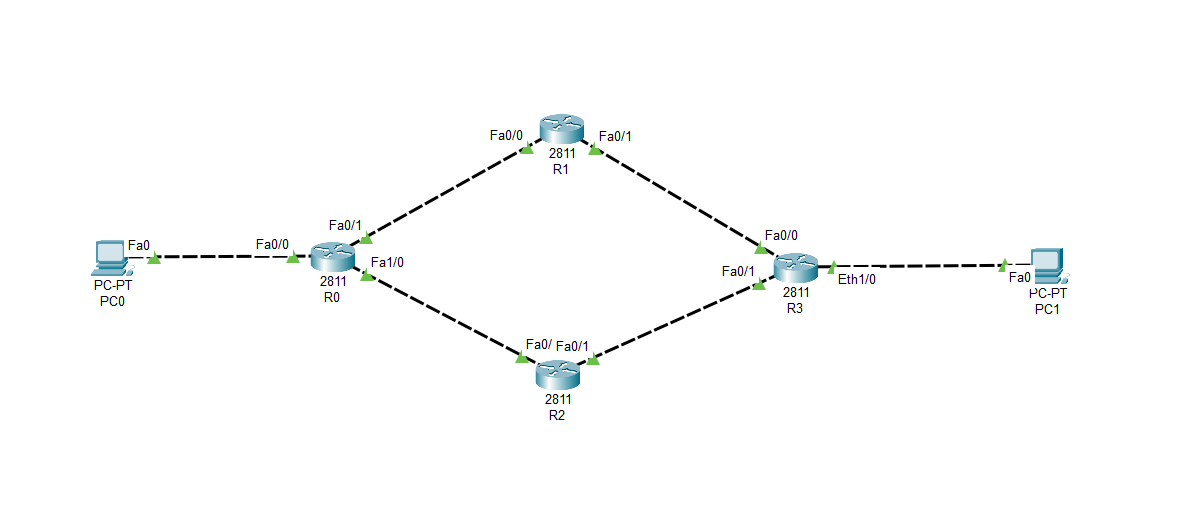 Fa0/0
Fa0/1
2811
R1
Fa0/1
Fa0
Fa0/0
Fa1/0
2811
R0
PC-PT
PC0
Fa0/0
Fa0/1
Eth1/0
2811
R3
Fa0
PC-PT
PC1
Fa0/
Fa0/1
2811
R2